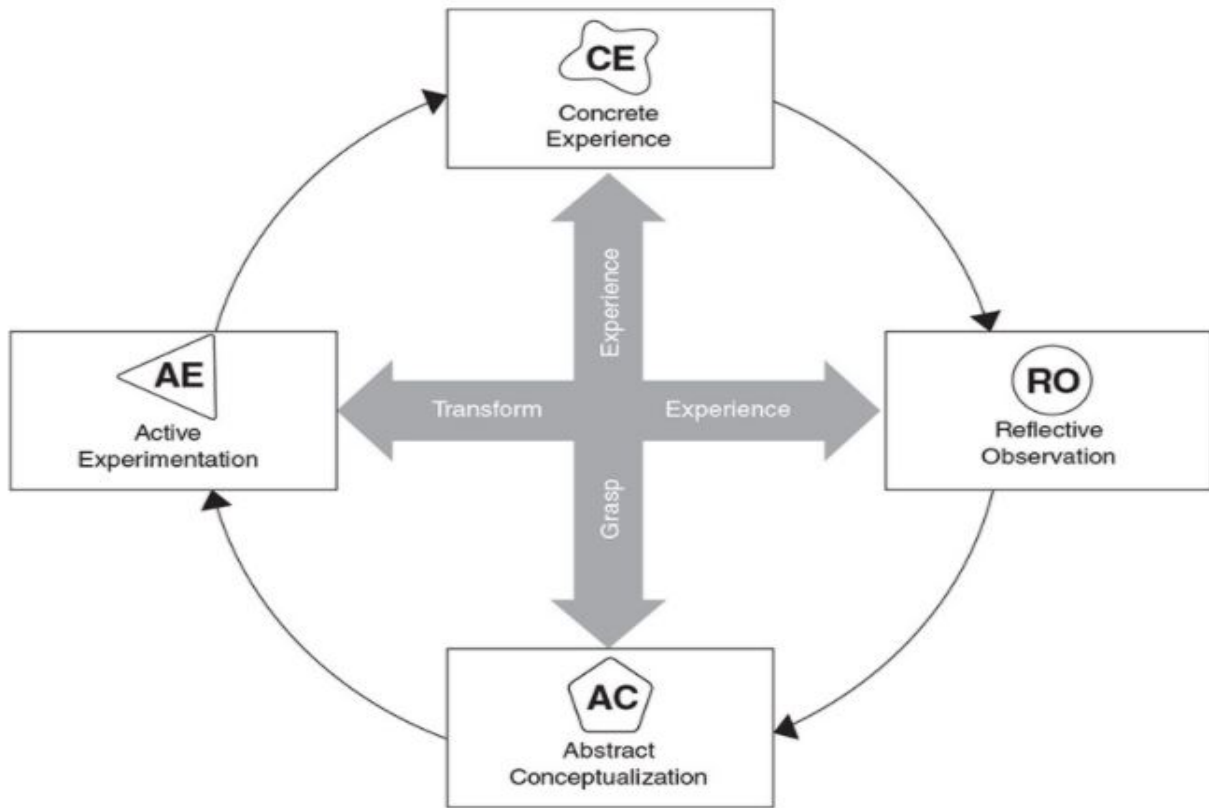 CE
Concrete
Experience
AE
Active
Experimentation
Transform
Experience
Experience
Grasp
RO
Reflective
Observation
AC
Abstract
Conceptualization